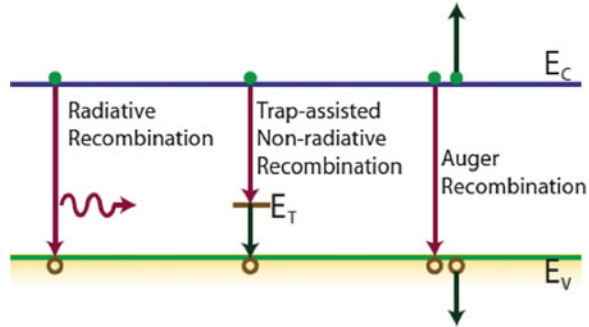 E_C
Radiative
Recombination
Trap-assisted
Non-radiative
Recombination
Auger
Recombination
E_T
E_V